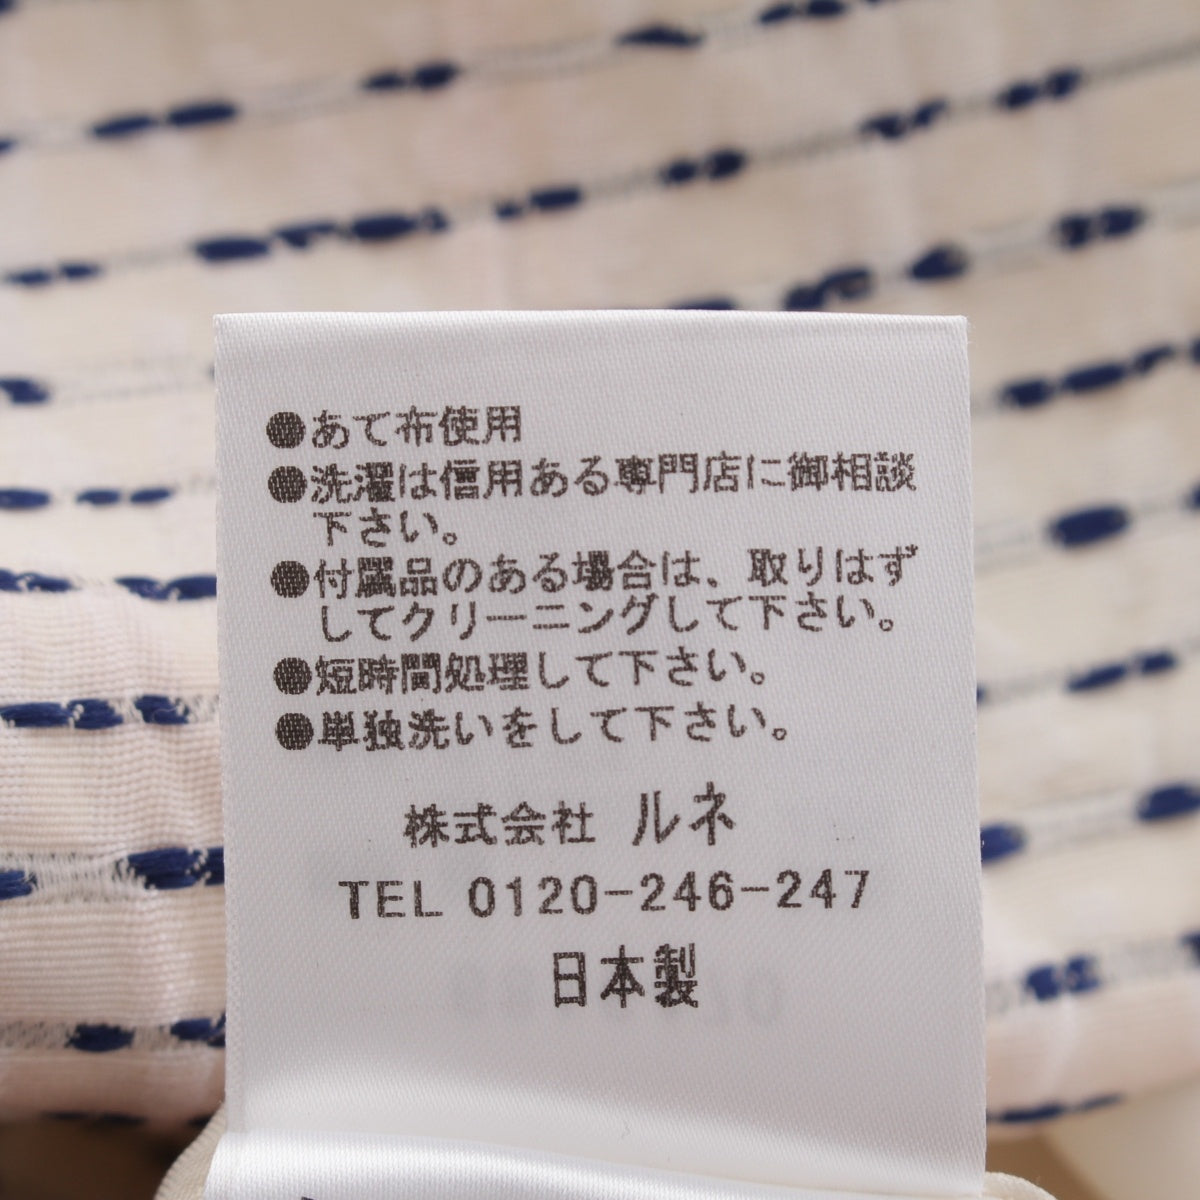 ●あて布使用
●洗濯は信用ある専門店に御相談
下さい。
●付属品のある場合は、取りはず
してクリーニングして下さい。
●短時間処理して下さい。
●単独洗いをして下さい。
株式会社 ルネ
TEL 0120-246-247
日本製